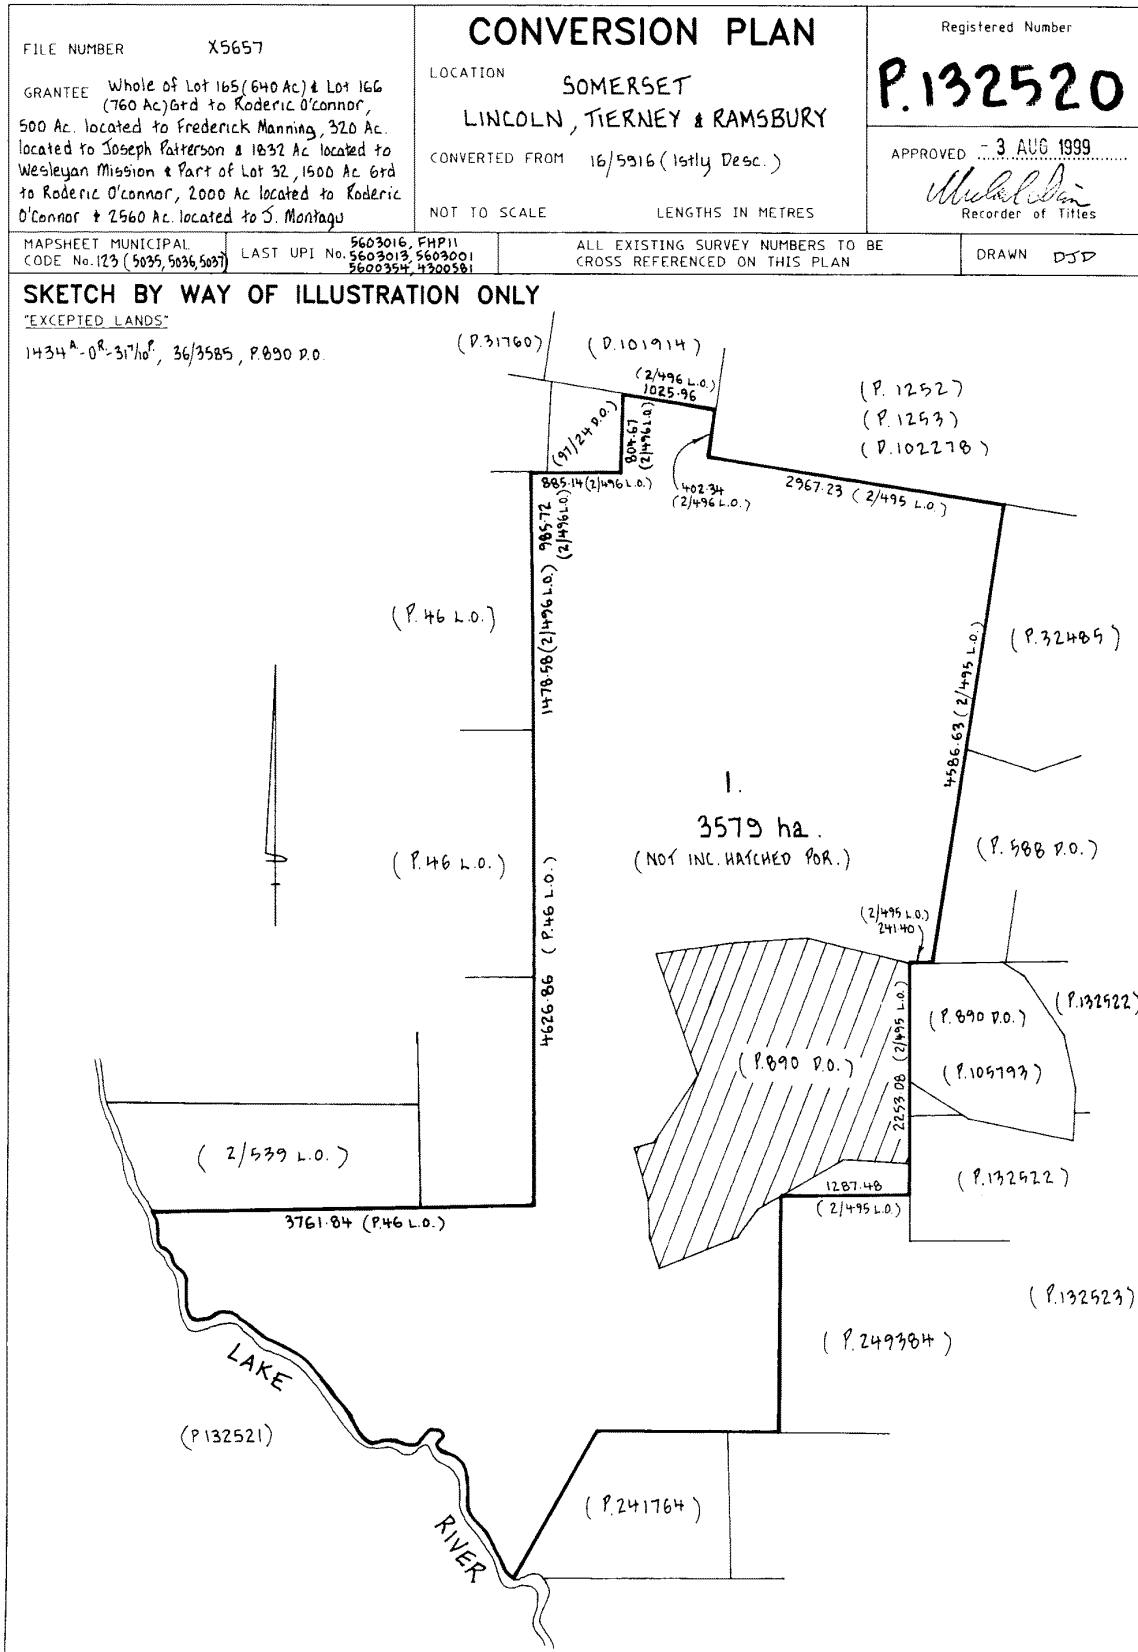 FILE NUMBER X5657
GRANTEE Whole of Lot 165 (640 Ac) & Lot 166
(760 Ac) Gtd to Roderic O'Connor,
500 Ac. located to Frederick Manning, 320 Ac.
located to Joseph Patterson & 1832 Ac located to
Wesleyan Mission & Part of Lot 32, 1500 Ac Gtd
to Roderic O'Connor, 2000 Ac located to Roderic
O'Connor & 2560 Ac. located to J. Montagu
CONVERSION PLAN
LOCATION
SOMERSET
LINCOLN, TIERNEY & RAMSBURY
CONVERTED FROM 16/5916 (1stly Desc.)
NOT TO SCALE LENGTHS IN METRES
Registered Number
P.132520
APPROVED - 3 AUG 1999
Recorder of Titles
MAPSHEET MUNICIPAL
CODE No. 123 (5035, 5036, 5037)
LAST UPI No. 5603016, FHP11
5603013, 5603001
5600354, 4300581
ALL EXISTING SURVEY NUMBERS TO BE
CROSS REFERENCED ON THIS PLAN
DRAWN DJD
SKETCH BY WAY OF ILLUSTRATION ONLY
"EXCEPTED LANDS"
1434A-0R-31 7/10P, 36/3585, P.890 D.O.
(P.31760)
(D.101914)
(2/496 L.O.)
1025.96
(P. 1252)
(P. 1253)
(D.102278)
(97/24 D.O.)
804.67
(2/496 L.O.)
885.14 (2/496 L.O.)
402.34
(2/496 L.O.)
2967.23 (2/495 L.O.)
985.72
(2/496 L.O.)
1478.58 (2/496 L.O.)
(P.46 L.O.)
4586.63 (2/495 L.O.)
(P.32485)
1.
3579 ha.
(NOT INC. HATCHED POR.)
(P.46 L.O.)
4626.86 (P.46 L.O.)
(P.588 D.O.)
(2/495 L.O.)
241.40
(P.132522)
(P.890 D.O.)
(P.105793)
(P.890 D.O.)
2253.08 (2/495 L.O.)
(2/539 L.O.)
(P.132522)
1287.48
(2/495 L.O.)
3761.84 (P.46 L.O.)
(P.132523)
(P.249384)
LAKE
(P132521)
(P.241764)
RIVER